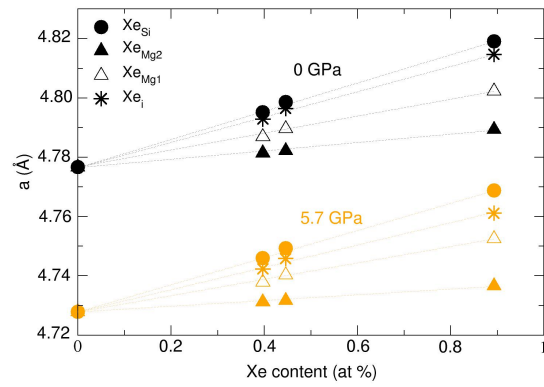 4.82
4.80
4.78
4.76
4.74
4.72
a (Å)
Xe_Si
Xe_Mg2
Xe_Mg1
Xe_i
0 GPa
5.7 GPa
0 0.2 0.4 0.6 0.8 1
Xe content (at %)